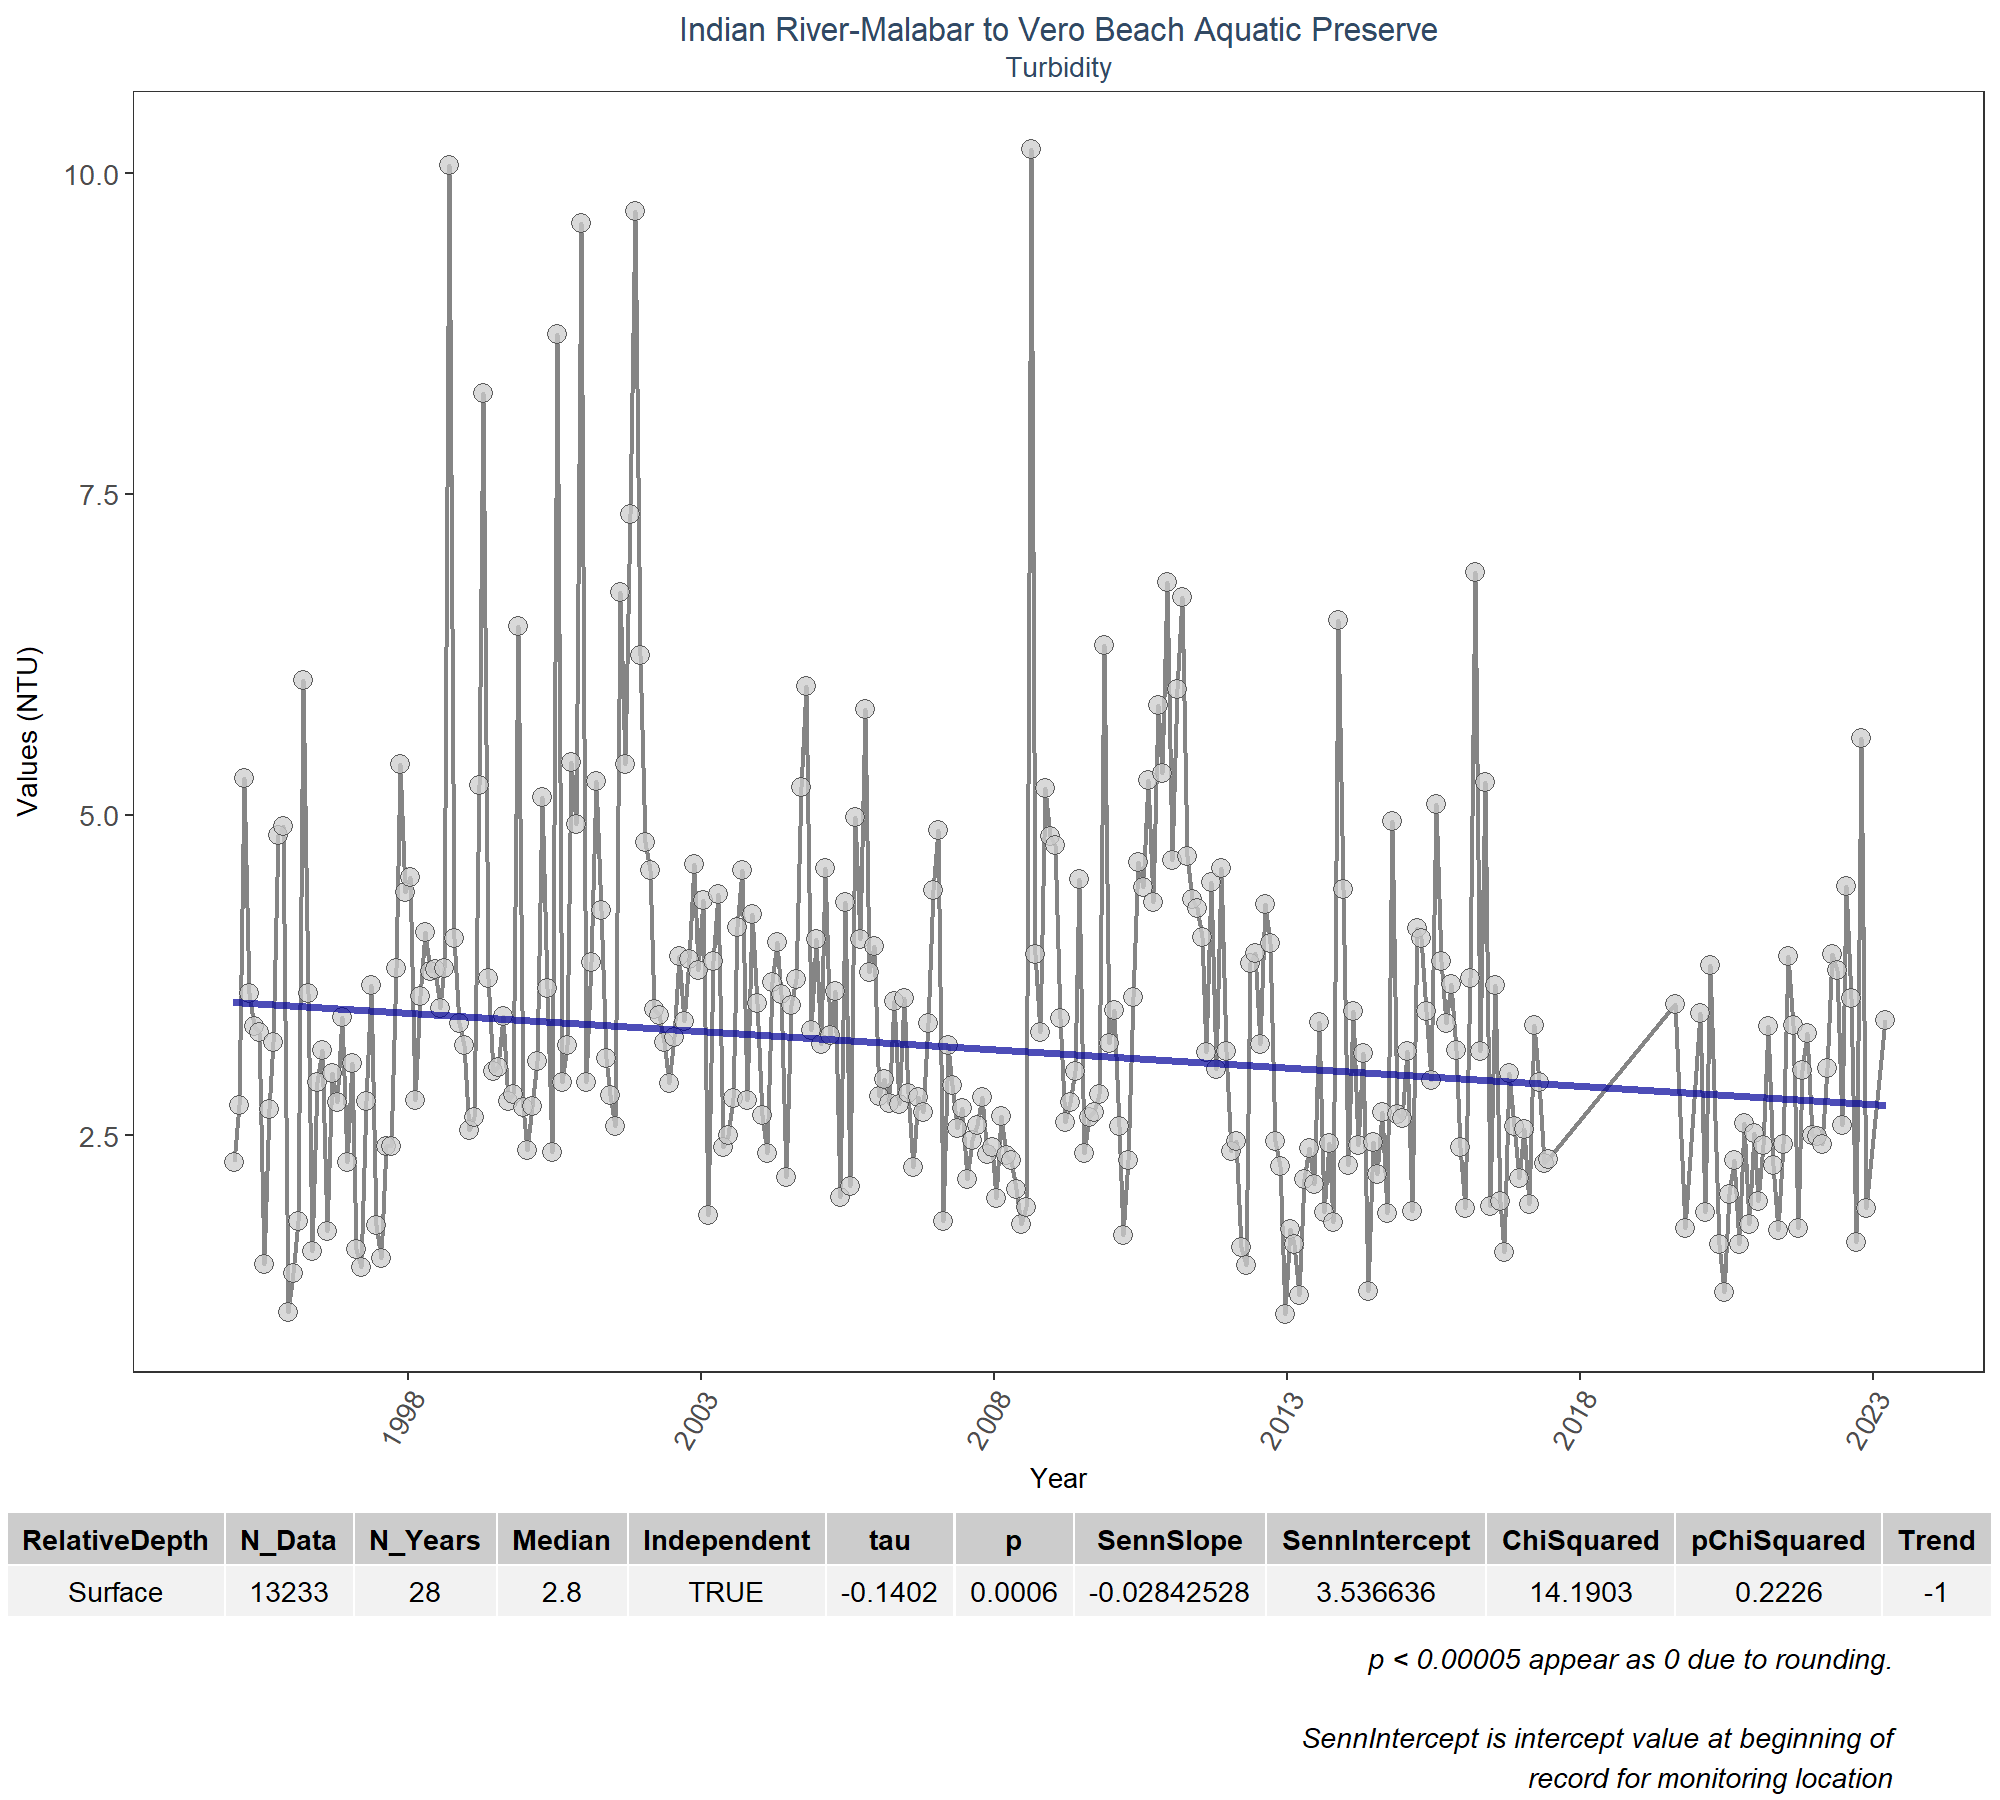 Indian River-Malabar to Vero Beach Aquatic Preserve
Turbidity
10.0
7.5
5.0
2.5
Values (NTU)
1998
2003
2008
2013
2018
2023
Year
RelativeDepth N_Data N_Years Median Independent tau p SennSlope SennIntercept ChiSquared pChiSquared Trend
Surface 13233 28 2.8 TRUE -0.1402 0.0006 -0.02842528 3.536636 14.1903 0.2226 -1
p < 0.00005 appear as 0 due to rounding.
SennIntercept is intercept value at beginning of
record for monitoring location